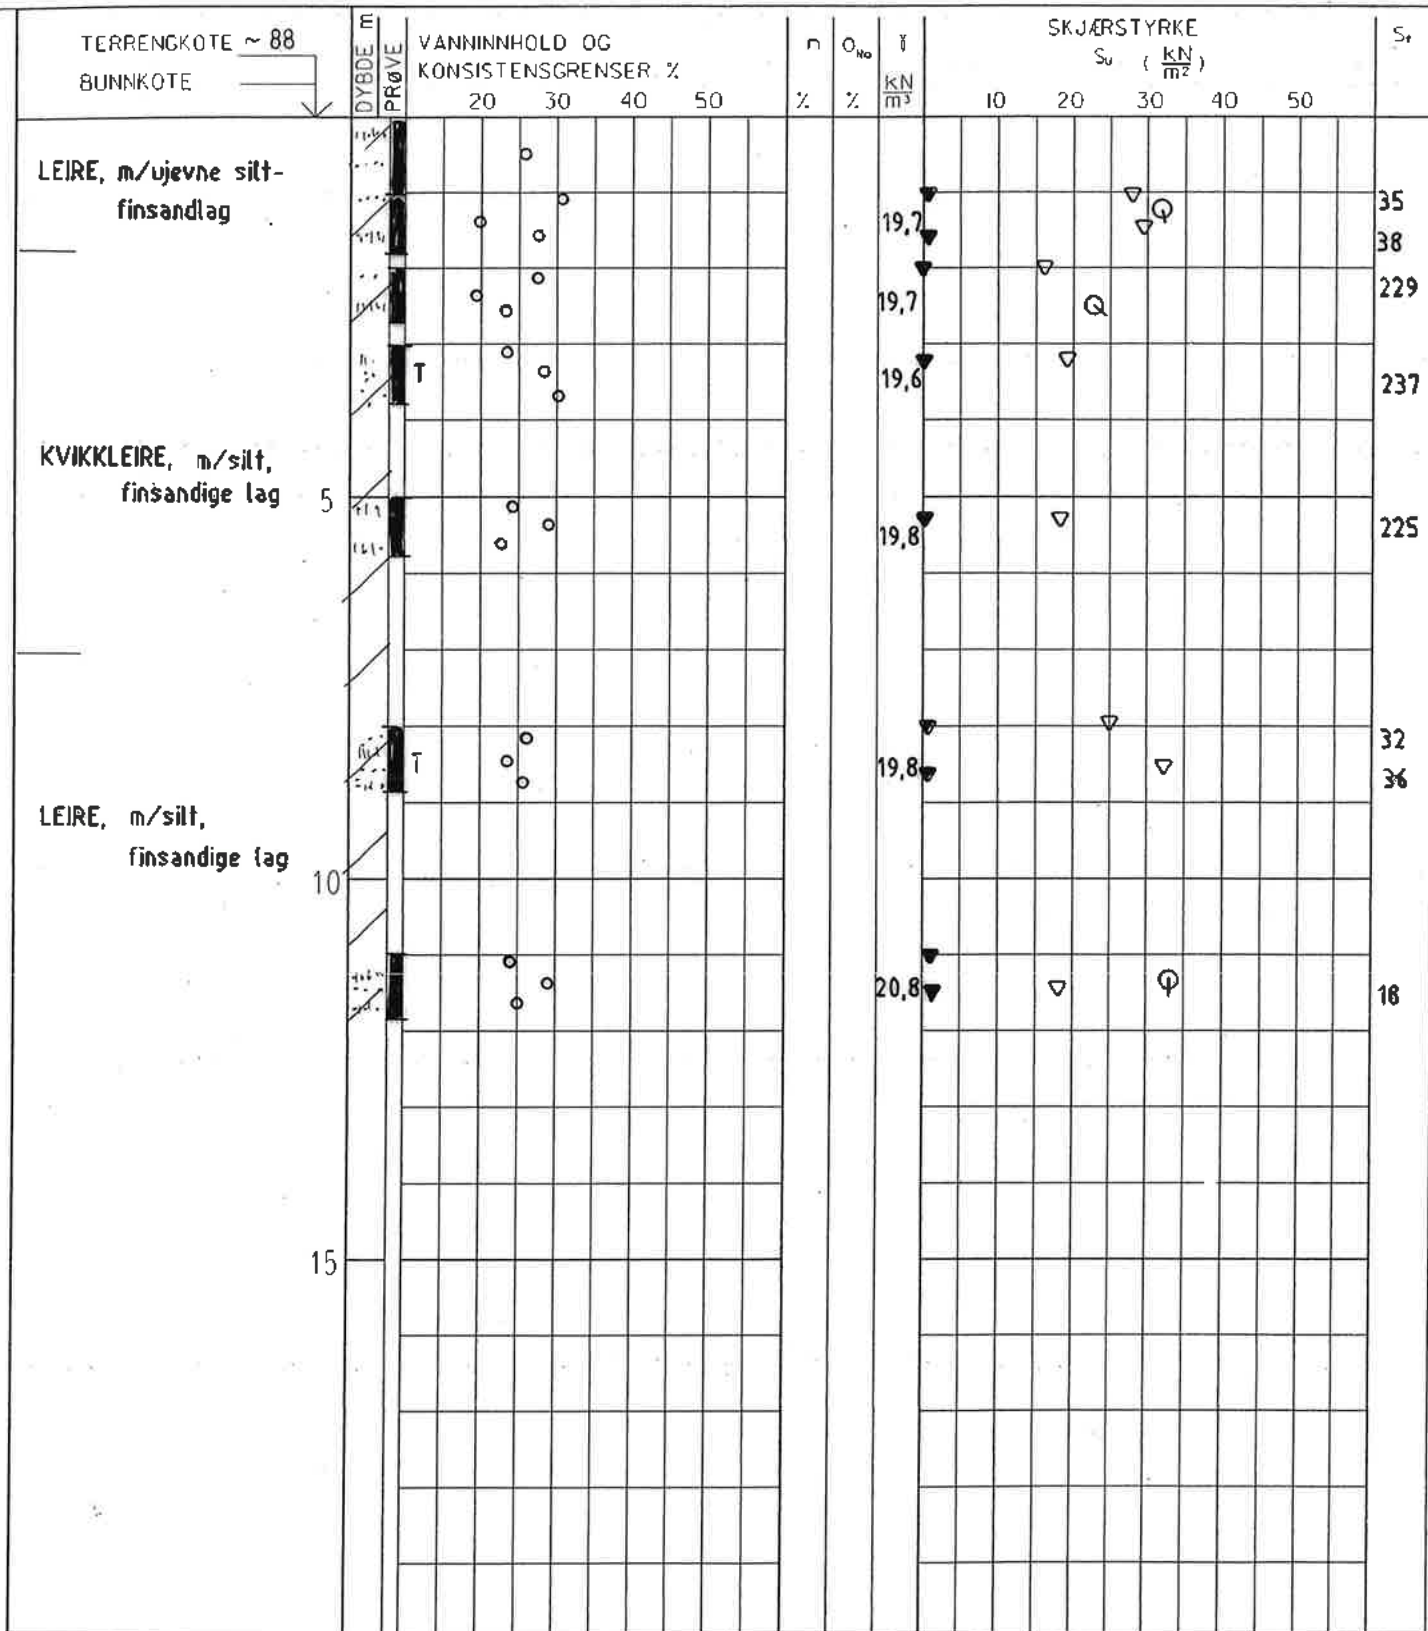 TERRENGKOTE ~ 88
BUNNKOTE
DYBDE m
PRØVE
VANNINNHOLD OG
KONSISTENSGRENSER %
20 30 40 50
n
%
O_Na
%
γ
kN/m³
SKJÆRSTYRKE
Su (kN/m²)
10 20 30 40 50
St
LEIRE, m/ujevne silt-
finsandlag
19,7
35
38
19,7
229
T
19,6
237
KVIKKLEIRE, m/silt,
finsandige lag
5
19,8
225
T
19,8
32
36
LEIRE, m/silt,
finsandige lag
10
20,8
15